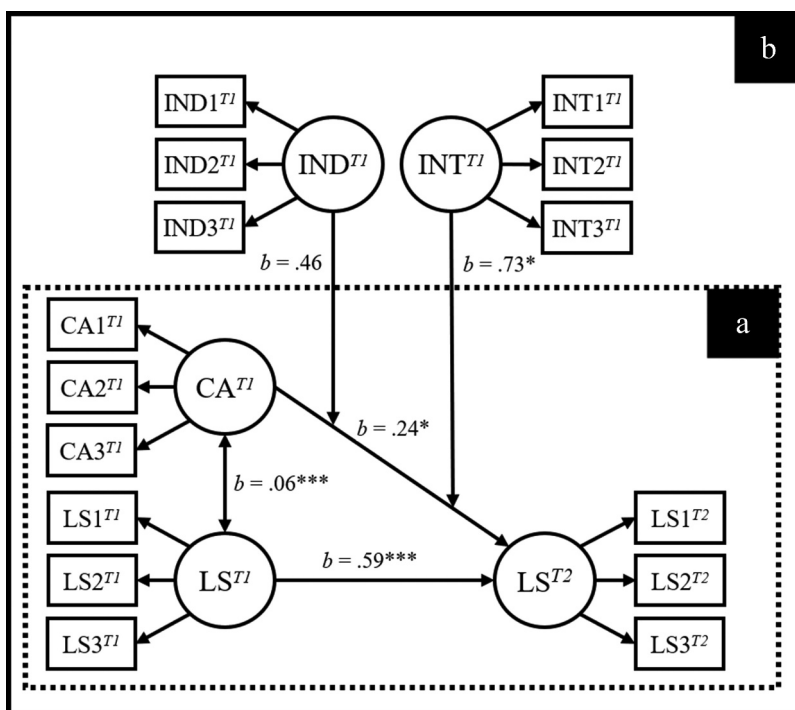 b
IND1T1
IND2T1
IND3T1
INDT1
INTT1
INT1T1
INT2T1
INT3T1
b = .46
b = .73*
a
CA1T1
CA2T1
CA3T1
CAT1
b = .24*
b = .06***
LS1T1
LS2T1
LS3T1
LST1
b = .59***
LST2
LS1T2
LS2T2
LS3T2